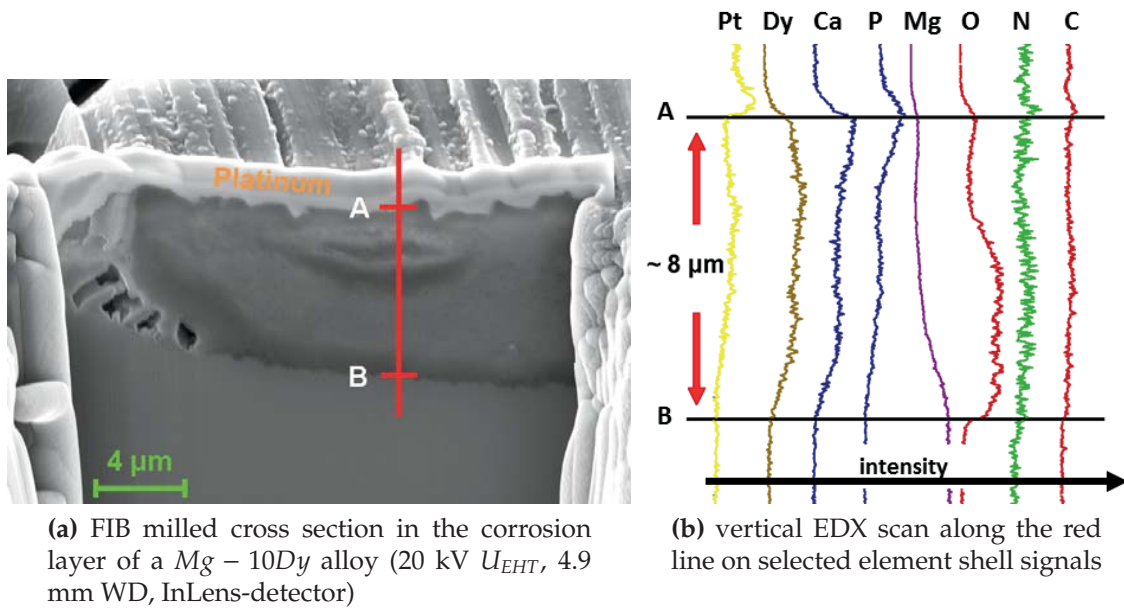 Platinum
A
B
4 µm
Pt Dy Ca P Mg O N C
A
~ 8 µm
B
intensity
(a) FIB milled cross section in the corrosion
layer of a Mg − 10Dy alloy (20 kV U_EHT, 4.9
mm WD, InLens-detector)
(b) vertical EDX scan along the red
line on selected element shell signals